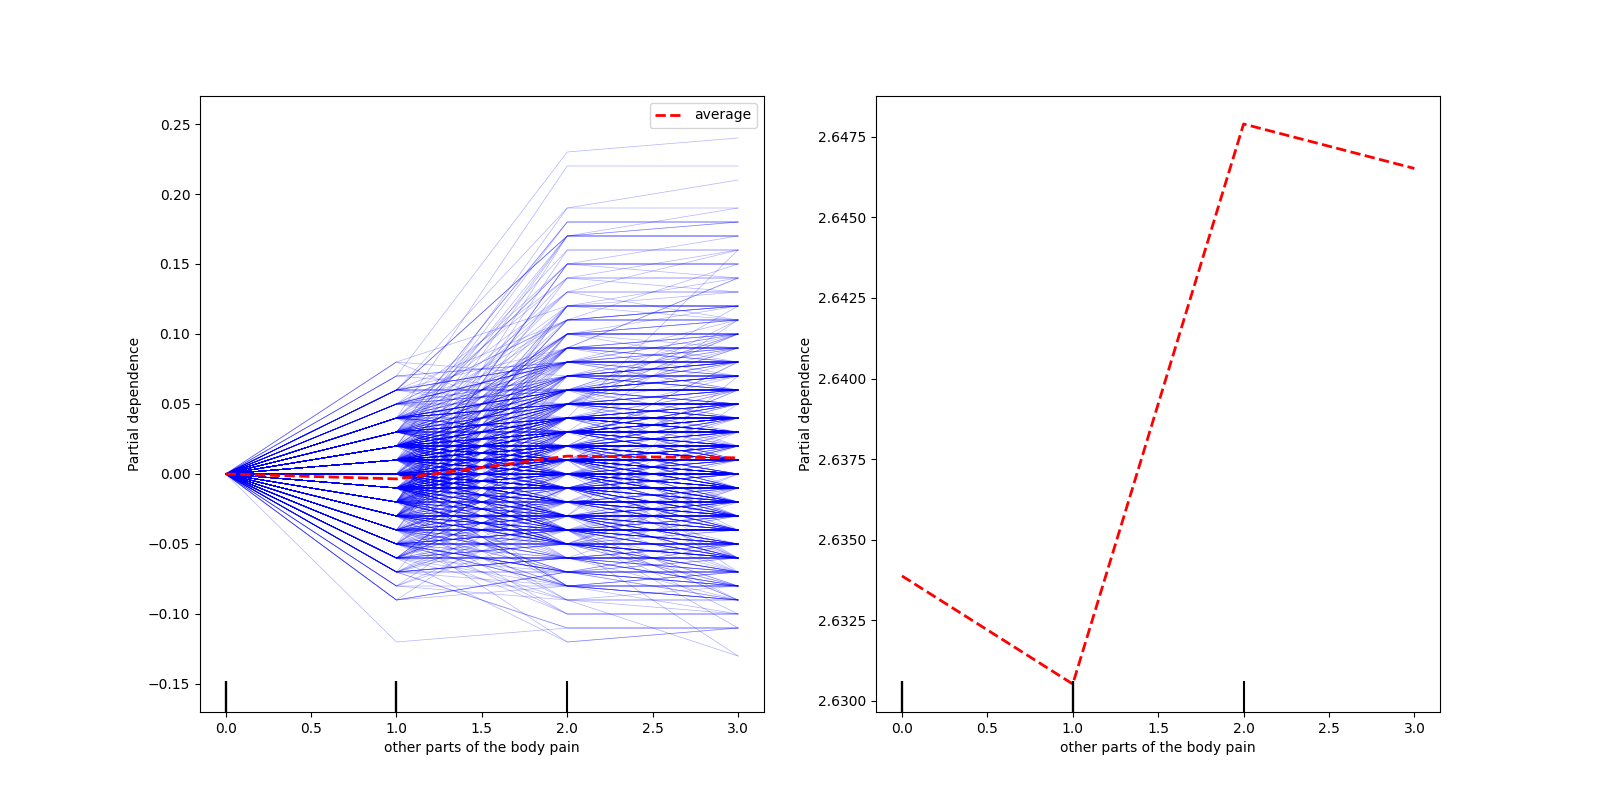 average
0.25
0.20
0.15
0.10
0.05
0.00
−0.05
−0.10
−0.15
Partial dependence
0.0 0.5 1.0 1.5 2.0 2.5 3.0
other parts of the body pain
2.6475
2.6450
2.6425
2.6400
2.6375
2.6350
2.6325
2.6300
Partial dependence
0.0 0.5 1.0 1.5 2.0 2.5 3.0
other parts of the body pain